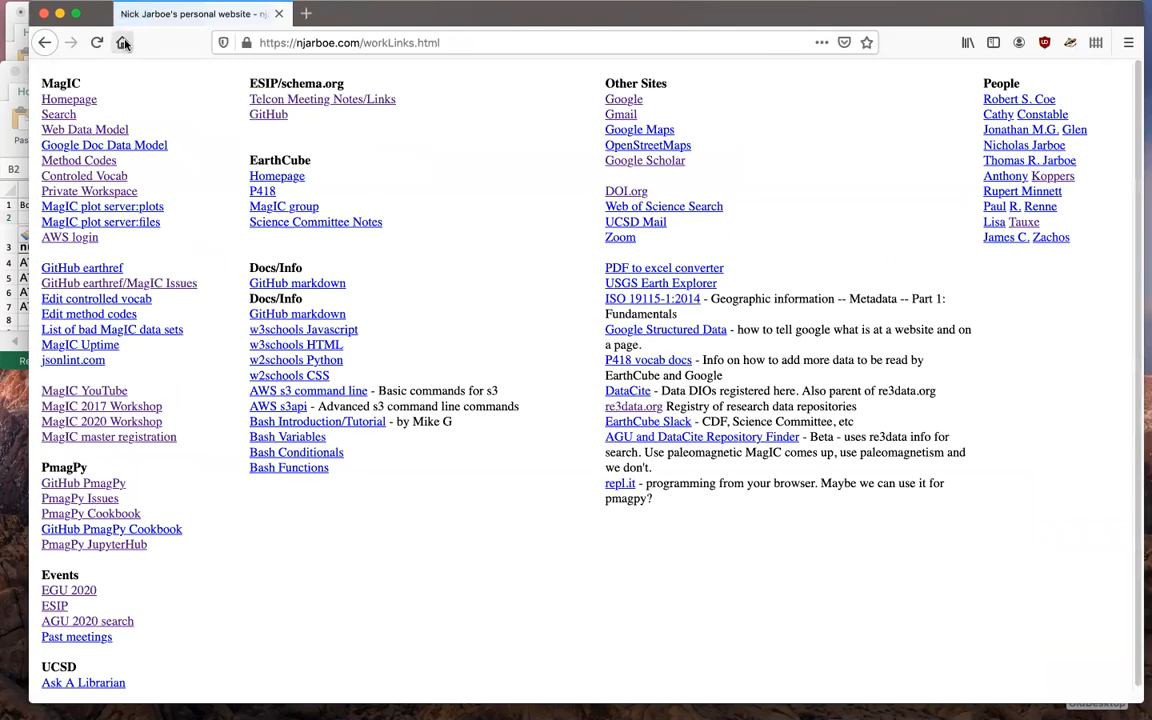 Nick Jarboe's personal website - nj
https://njarboe.com/workLinks.html
MagIC
Homepage
Search
Web Data Model
Google Doc Data Model
Method Codes
Controled Vocab
Private Workspace
MagIC plot server:plots
MagIC plot server:files
AWS login
GitHub earthref
GitHub earthref/MagIC Issues
Edit controlled vocab
Edit method codes
List of bad MagIC data sets
MagIC Uptime
jsonlint.com
MagIC YouTube
MagIC 2017 Workshop
MagIC 2020 Workshop
MagIC master registration
PmagPy
GitHub PmagPy
PmagPy Issues
PmagPy Cookbook
GitHub PmagPy Cookbook
PmagPy JupyterHub
Events
EGU 2020
ESIP
AGU 2020 search
Past meetings
UCSD
Ask A Librarian
ESIP/schema.org
Telcon Meeting Notes/Links
GitHub
EarthCube
Homepage
P418
MagIC group
Science Committee Notes
Docs/Info
GitHub markdown
Docs/Info
GitHub markdown
w3schools Javascript
w3schools HTML
w2schools Python
w2schools CSS
AWS s3 command line - Basic commands for s3
AWS s3api - Advanced s3 command line commands
Bash Introduction/Tutorial - by Mike G
Bash Variables
Bash Conditionals
Bash Functions
Other Sites
Google
Gmail
Google Maps
OpenStreetMaps
Google Scholar
DOI.org
Web of Science Search
UCSD Mail
Zoom
PDF to excel converter
USGS Earth Explorer
ISO 19115-1:2014 - Geographic information -- Metadata -- Part 1:
Fundamentals
Google Structured Data - how to tell google what is at a website and on
a page.
P418 vocab docs - Info on how to add more data to be read by
EarthCube and Google
DataCite - Data DIOs registered here. Also parent of re3data.org
re3data.org Registry of research data repositories
EarthCube Slack - CDF, Science Committee, etc
AGU and DataCite Repository Finder - Beta - uses re3data info for
search. Use paleomagnetic MagIC comes up, use paleomagnetism and
we don't.
repl.it - programming from your browser. Maybe we can use it for
pmagpy?
People
Robert S. Coe
Cathy Constable
Jonathan M.G. Glen
Nicholas Jarboe
Thomas R. Jarboe
Anthony Koppers
Rupert Minnett
Paul R. Renne
Lisa Tauxe
James C. Zachos
Pas
B2
1
2
3
4
5
6
7
8